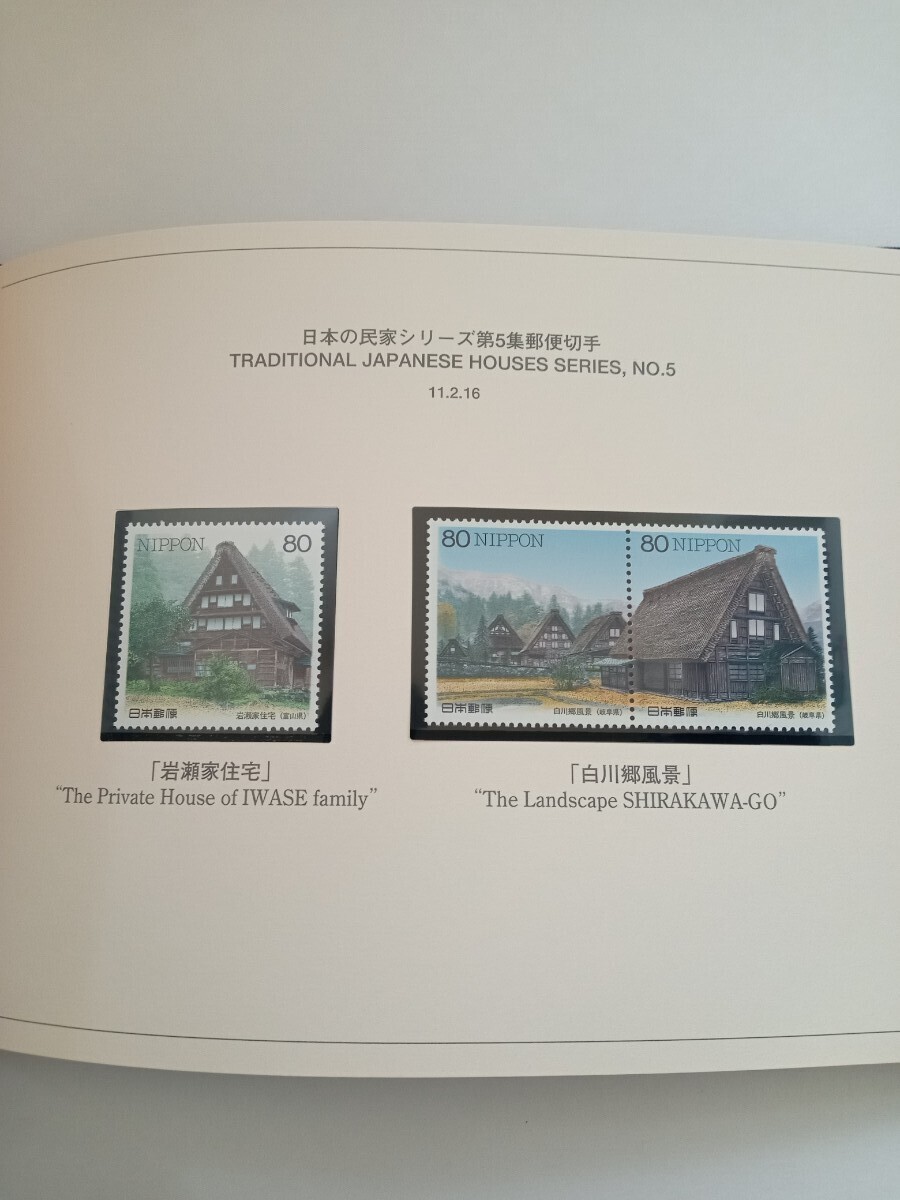 日本の民家シリーズ第5集郵便切手
TRADITIONAL JAPANESE HOUSES SERIES, NO.5
11.2.16
NIPPON 80
日本郵便
岩瀬家住宅(富山県)
80 NIPPON
日本郵便
白川郷風景(岐阜県)
80 NIPPON
日本郵便
白川郷風景(岐阜県)
「岩瀬家住宅」
“The Private House of IWASE family”
「白川郷風景」
“The Landscape SHIRAKAWA-GO”